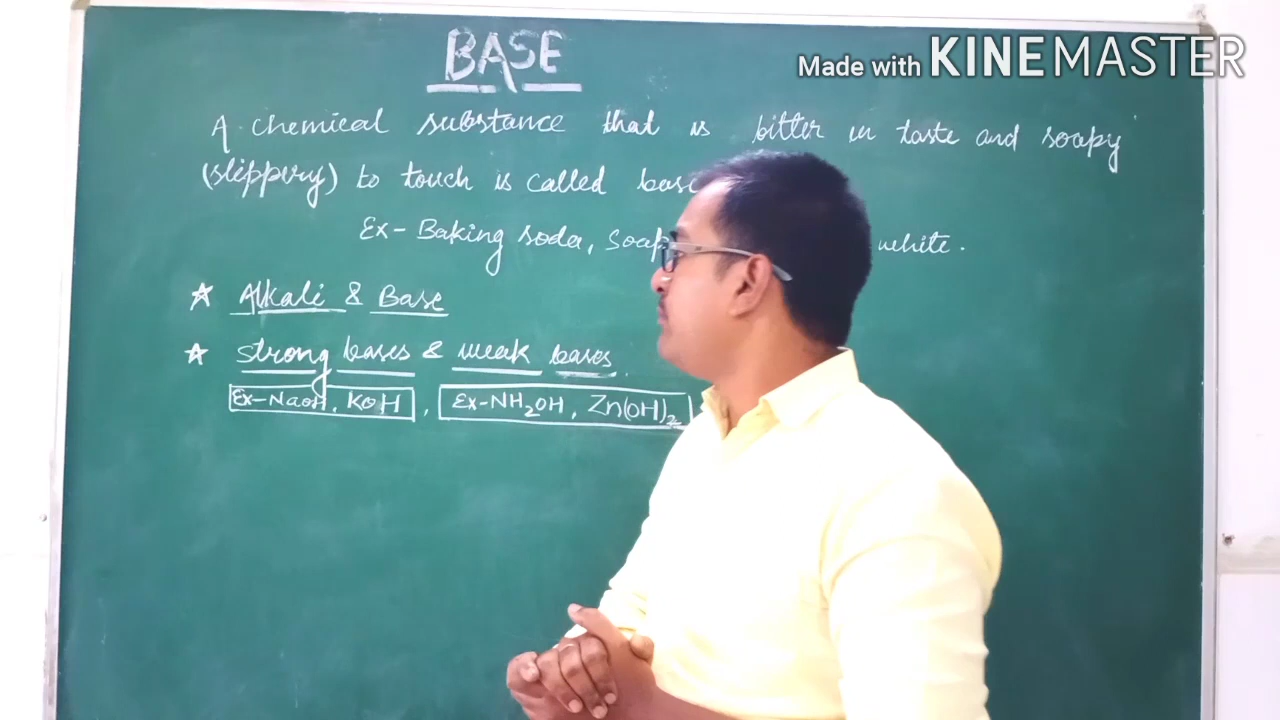 Made with KINEMASTER
BASE
A chemical substance that is bitter in taste and soapy
(slippery) to touch is called
Ex- Baking soda, soap white.
☆ Alkali & Base
☆ strong bases & weak bases.
Ex-NaOH, KOH , Ex-NH2OH, Zn(OH)2